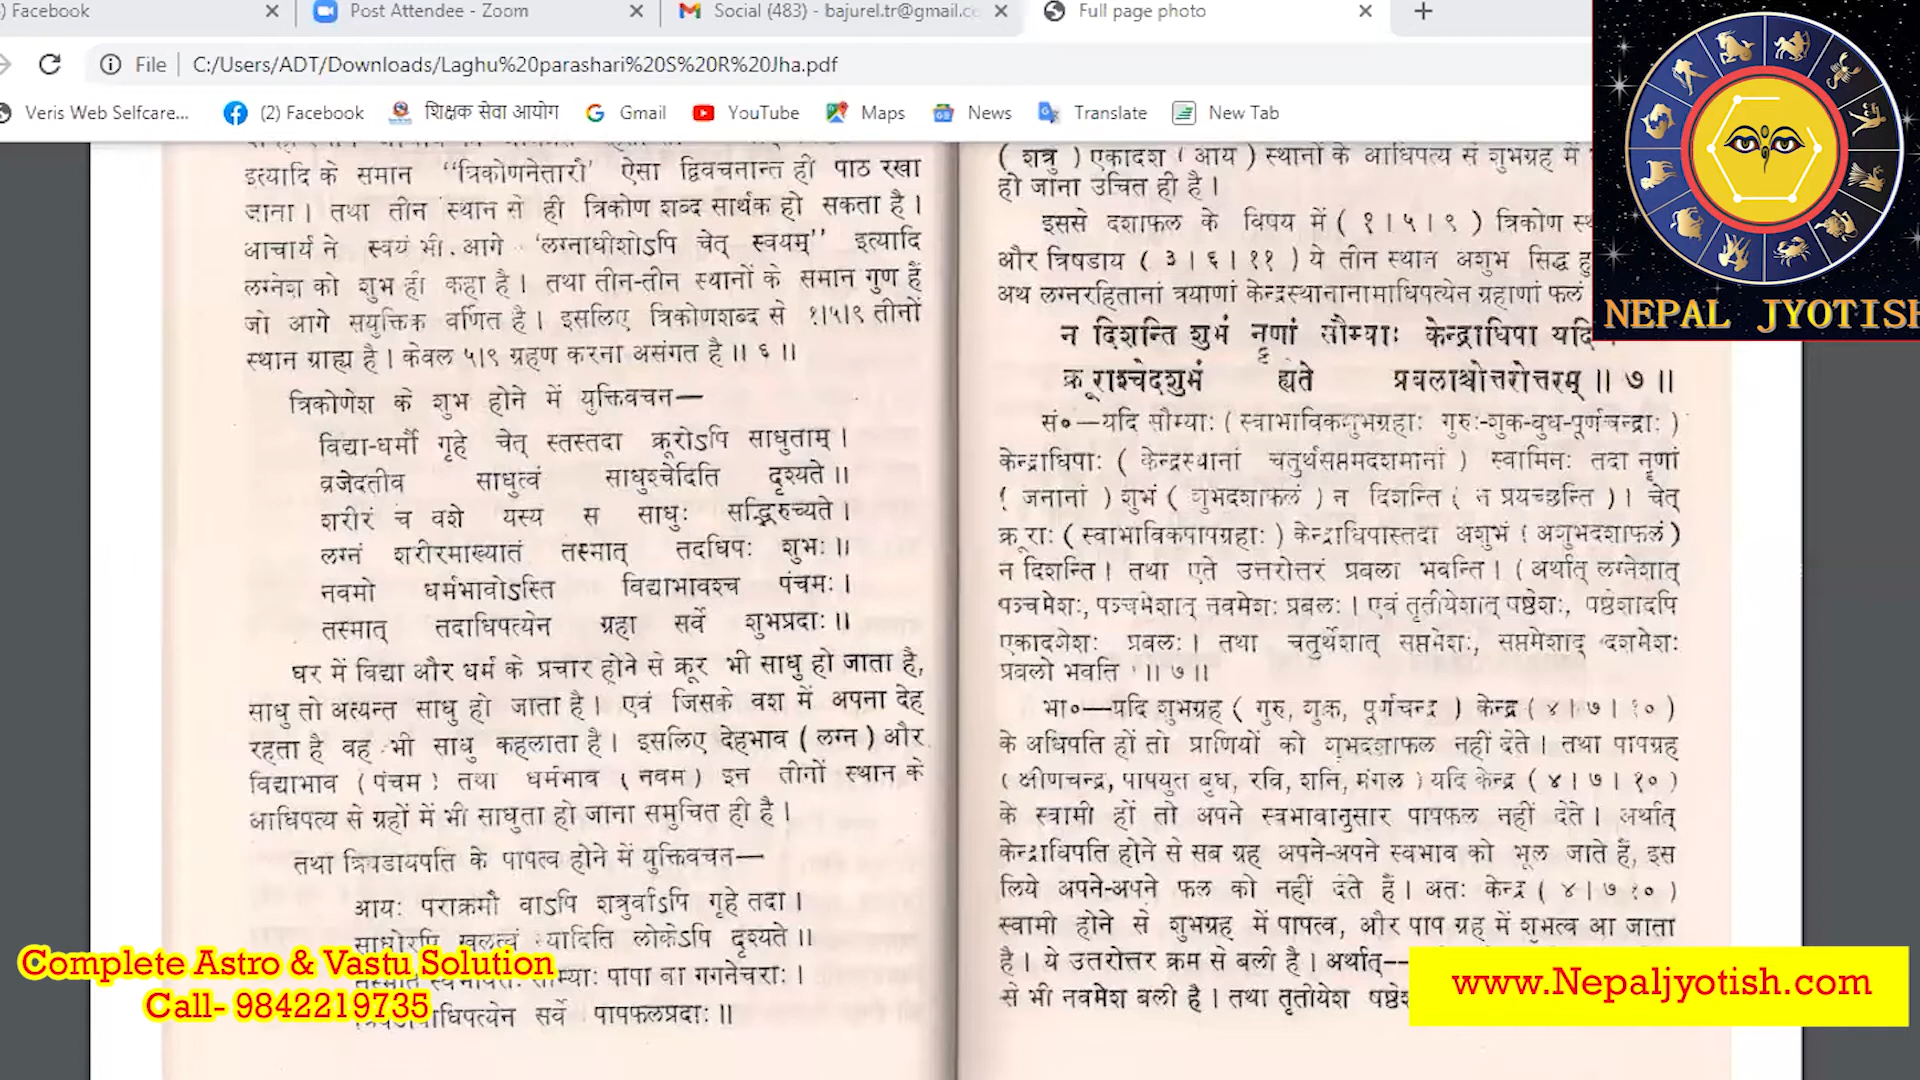 Facebook
Post Attendee - Zoom
Social (483) - bajurel.tr@gmail.co
Full page photo
File
C:/Users/ADT/Downloads/Laghu%20parashari%20S%20R%20Jha.pdf
Veris Web Selfcare...
(2) Facebook
शिक्षक सेवा आयोग
Gmail
YouTube
Maps
News
Translate
New Tab
इत्यादि के समान “त्रिकोणनेतारौ’ ऐसा द्विवचनान्त ही पाठ रखा
जाना। तथा तीन स्थान से ही त्रिकोण शब्द सार्थक हो सकता है।
आचार्य ने स्वयं भी आगे ‘लग्नाधीशोऽपि चेत् स्वयम्” इत्यादि
लग्नेश को शुभ ही कहा है। तथा तीन-तीन स्थानों के समान गुण हैं
जो आगे सयुक्तिक वर्णित है। इसलिए त्रिकोणशब्द से १।५।९ तीनों
स्थान ग्राह्य है। केवल ५।९ ग्रहण करना असंगत है॥ ६ ॥
त्रिकोणेश के शुभ होने में युक्तिवचन—
विद्या-धर्मौ गृहे चेत् स्तस्तदा क्रूरोऽपि साधुताम्।
व्रजेदतीव साधुत्वं साधुश्चेदिति दृश्यते॥
शरीरं च वशे यस्य स साधुः सद्भिरुच्यते।
लग्नं शरीरमाख्यातं तस्मात् तदधिपः शुभः॥
नवमो धर्मभावोऽस्ति विद्याभावश्च पंचमः।
तस्मात् तदाधिपत्येन ग्रहा सर्वे शुभप्रदाः॥
घर में विद्या और धर्म के प्रचार होने से क्रूर भी साधु हो जाता है,
साधु तो अत्यन्त साधु हो जाता है। एवं जिसके वश में अपना देह
रहता है वह भी साधु कहलाता है। इसलिए देहभाव (लग्न) और
विद्याभाव (पंचम) तथा धर्मभाव (नवम) इन तीनों स्थान के
आधिपत्य से ग्रहों में भी साधुता हो जाना समुचित ही है।
तथा त्रिषडायपति के पापत्व होने में युक्तिवचन—
आयः पराक्रमो वाऽपि शत्रुर्वाऽपि गृहे तदा।
साधोरपि खलत्वं स्यादिति लोकेऽपि दृश्यते॥
पापा वा गगनेचराः।
सर्वे पापफलप्रदाः॥
( शत्रु ) एकादश ( आय ) स्थानों के आधिपत्य से शुभग्रह में
हो जाना उचित ही है।
इससे दशाफल के विषय में ( १।५।९ ) त्रिकोण
और त्रिषडाय ( ३।६।११ ) ये तीन स्थान अशुभ सिद्ध
अथ लग्नरहितानां त्रयाणां केन्द्रस्थानानामाधिपत्येन ग्रहाणां फलं
न दिशन्ति शुभं नृणां सौम्याः केन्द्राधिपा यदि
क्रूराश्चेदशुभं ह्येते प्रबलाश्चोत्तरोत्तरम्॥ ७ ॥
सं०—यदि सौम्याः ( स्वाभाविकशुभग्रहाः गुरुः-शुक-वुध-पूर्णचन्द्राः )
केन्द्राधिपाः ( केन्द्रस्थानां चतुर्थसप्तमदशमानां ) स्वामिनः तदा नृणां
( जनानां ) शुभं ( शुभदशाफलं ) न दिशन्ति ( न प्रयच्छन्ति )। चेत्
क्रूराः ( स्वाभाविकपापग्रहाः ) केन्द्राधिपास्तदा अशुभं ( अशुभदशाफलं )
न दिशन्ति। तथा एते उत्तरोत्तरं प्रवला भवन्ति। (अर्थात् लग्नेशात्
पञ्चमेशः, पञ्चमेशात् नवमेशः प्रबलः। एवं तृतीयेशात् षष्ठेशः, षष्ठेशादपि
एकादशेशः प्रबलः। तथा चतुर्थेशात् सप्तमेशः, सप्तमेशाद् दशमेशः
प्रबलो भवति ॥ ७॥
भा०—यदि शुभग्रह ( गुरु, शुक, पूर्णचन्द्र ) केन्द्र ( ४।७।१० )
के अधिपति हों तो प्राणियों को शुभदशाफल नहीं देते। तथा पापग्रह
( क्षीणचन्द्र, पापयुत बुध, रवि, शनि, मंगल ) यदि केन्द्र ( ४।७।१० )
के स्वामी हों तो अपने स्वभावानुसार पापफल नहीं देते। अर्थात्
केन्द्राधिपति होने से सब ग्रह अपने-अपने स्वभाव को भूल जाते हैं, इस
लिये अपने-अपने फल को नहीं देते हैं। अतः केन्द्र ( ४।७ १० )
स्वामी होने से शुभग्रह में पापत्व, और पाप ग्रह में शुभत्व आ जाता
है। ये उत्तरोत्तर क्रम से बली है। अर्थात्--
से भी नवमेश बली है। तथा तृतीयेश
NEPAL JYOTISH
Complete Astro & Vastu Solution
Call- 9842219735
www.Nepaljyotish.com